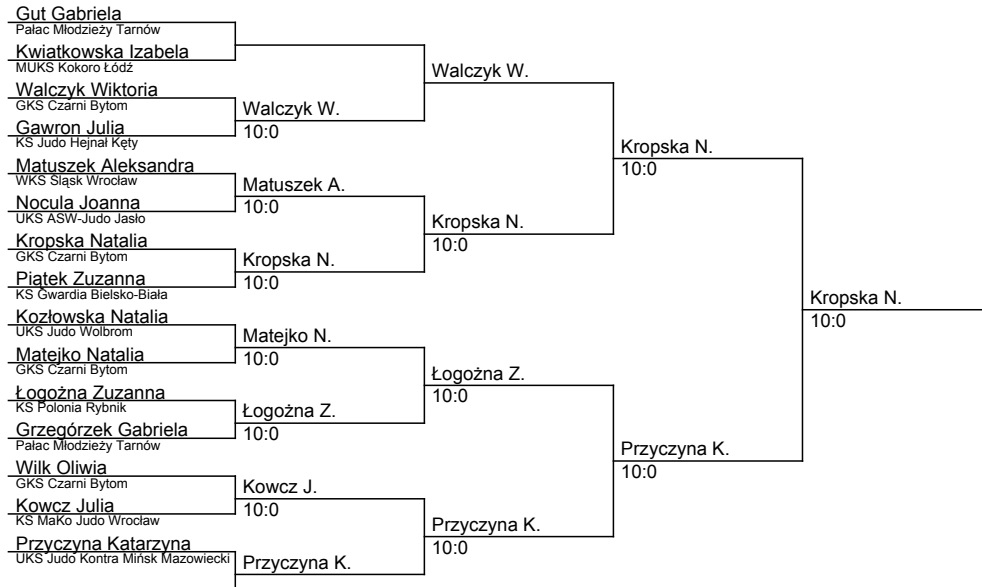 Gut Gabriela
Pałac Młodzieży Tarnów
Kwiatkowska Izabela
MUKS Kokoro Łódź
Walczyk Wiktoria
GKS Czarni Bytom
Gawron Julia
KS Judo Hejnał Kęty
Matuszek Aleksandra
WKS Śląsk Wrocław
Nocula Joanna
UKS ASW-Judo Jasło
Kropska Natalia
GKS Czarni Bytom
Piątek Zuzanna
KS Gwardia Bielsko-Biała
Kozłowska Natalia
UKS Judo Wolbrom
Matejko Natalia
GKS Czarni Bytom
Łogożna Zuzanna
KS Polonia Rybnik
Grzegórzek Gabriela
Pałac Młodzieży Tarnów
Wilk Oliwia
GKS Czarni Bytom
Kowcz Julia
KS MaKo Judo Wrocław
Przyczyna Katarzyna
UKS Judo Kontra Mińsk Mazowiecki
Walczyk W.
10:0
Matuszek A.
10:0
Kropska N.
10:0
Matejko N.
10:0
Łogożna Z.
10:0
Kowcz J.
10:0
Przyczyna K.
Walczyk W.
Kropska N.
10:0
Łogożna Z.
10:0
Przyczyna K.
10:0
Kropska N.
10:0
Przyczyna K.
10:0
Kropska N.
10:0